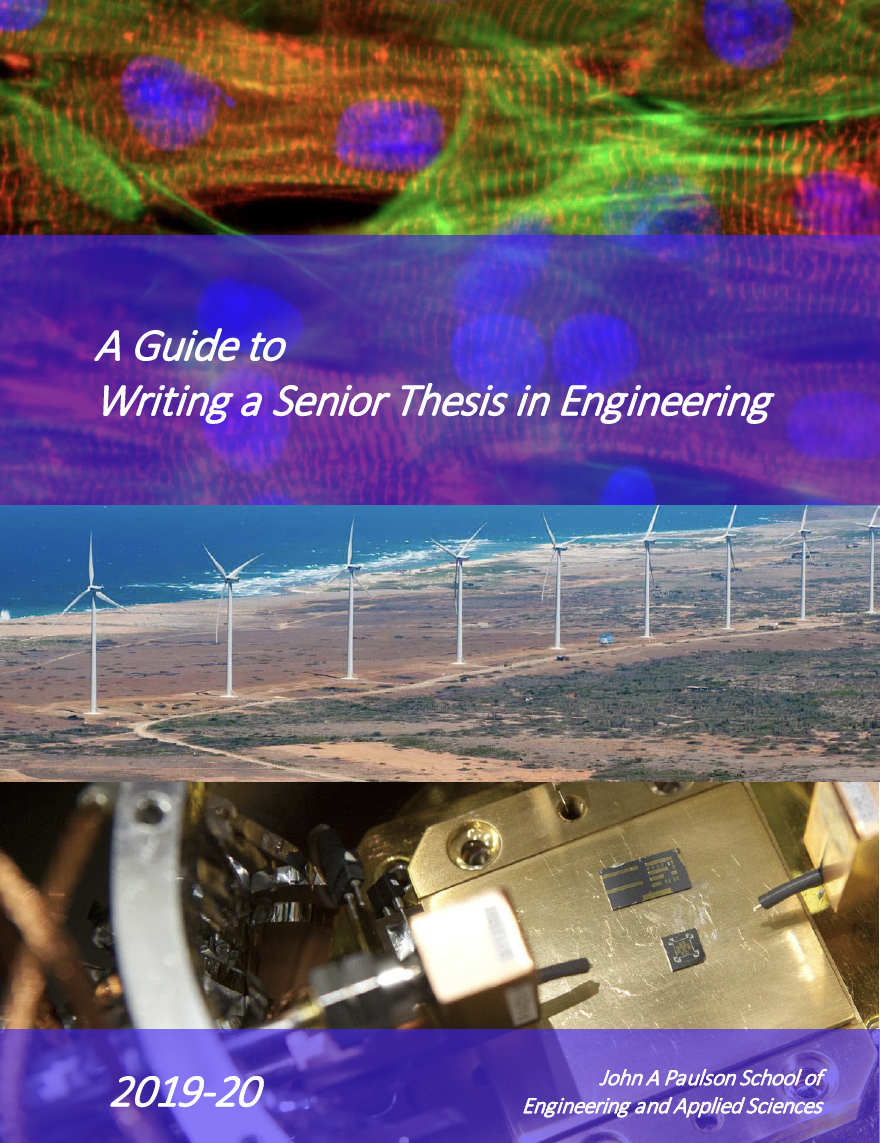 A Guide to
Writing a Senior Thesis in Engineering
2019-20
John A Paulson School of
Engineering and Applied Sciences